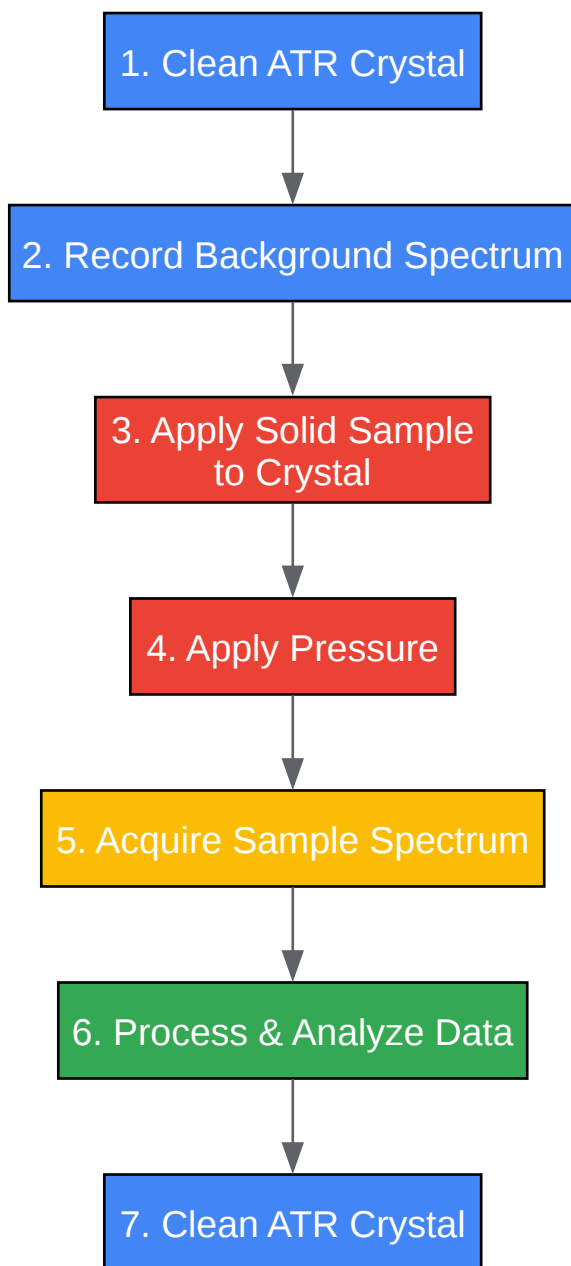 1. Clean ATR Crystal
2. Record Background Spectrum
3. Apply Solid Sample
to Crystal
4. Apply Pressure
5. Acquire Sample Spectrum
6. Process & Analyze Data
7. Clean ATR Crystal